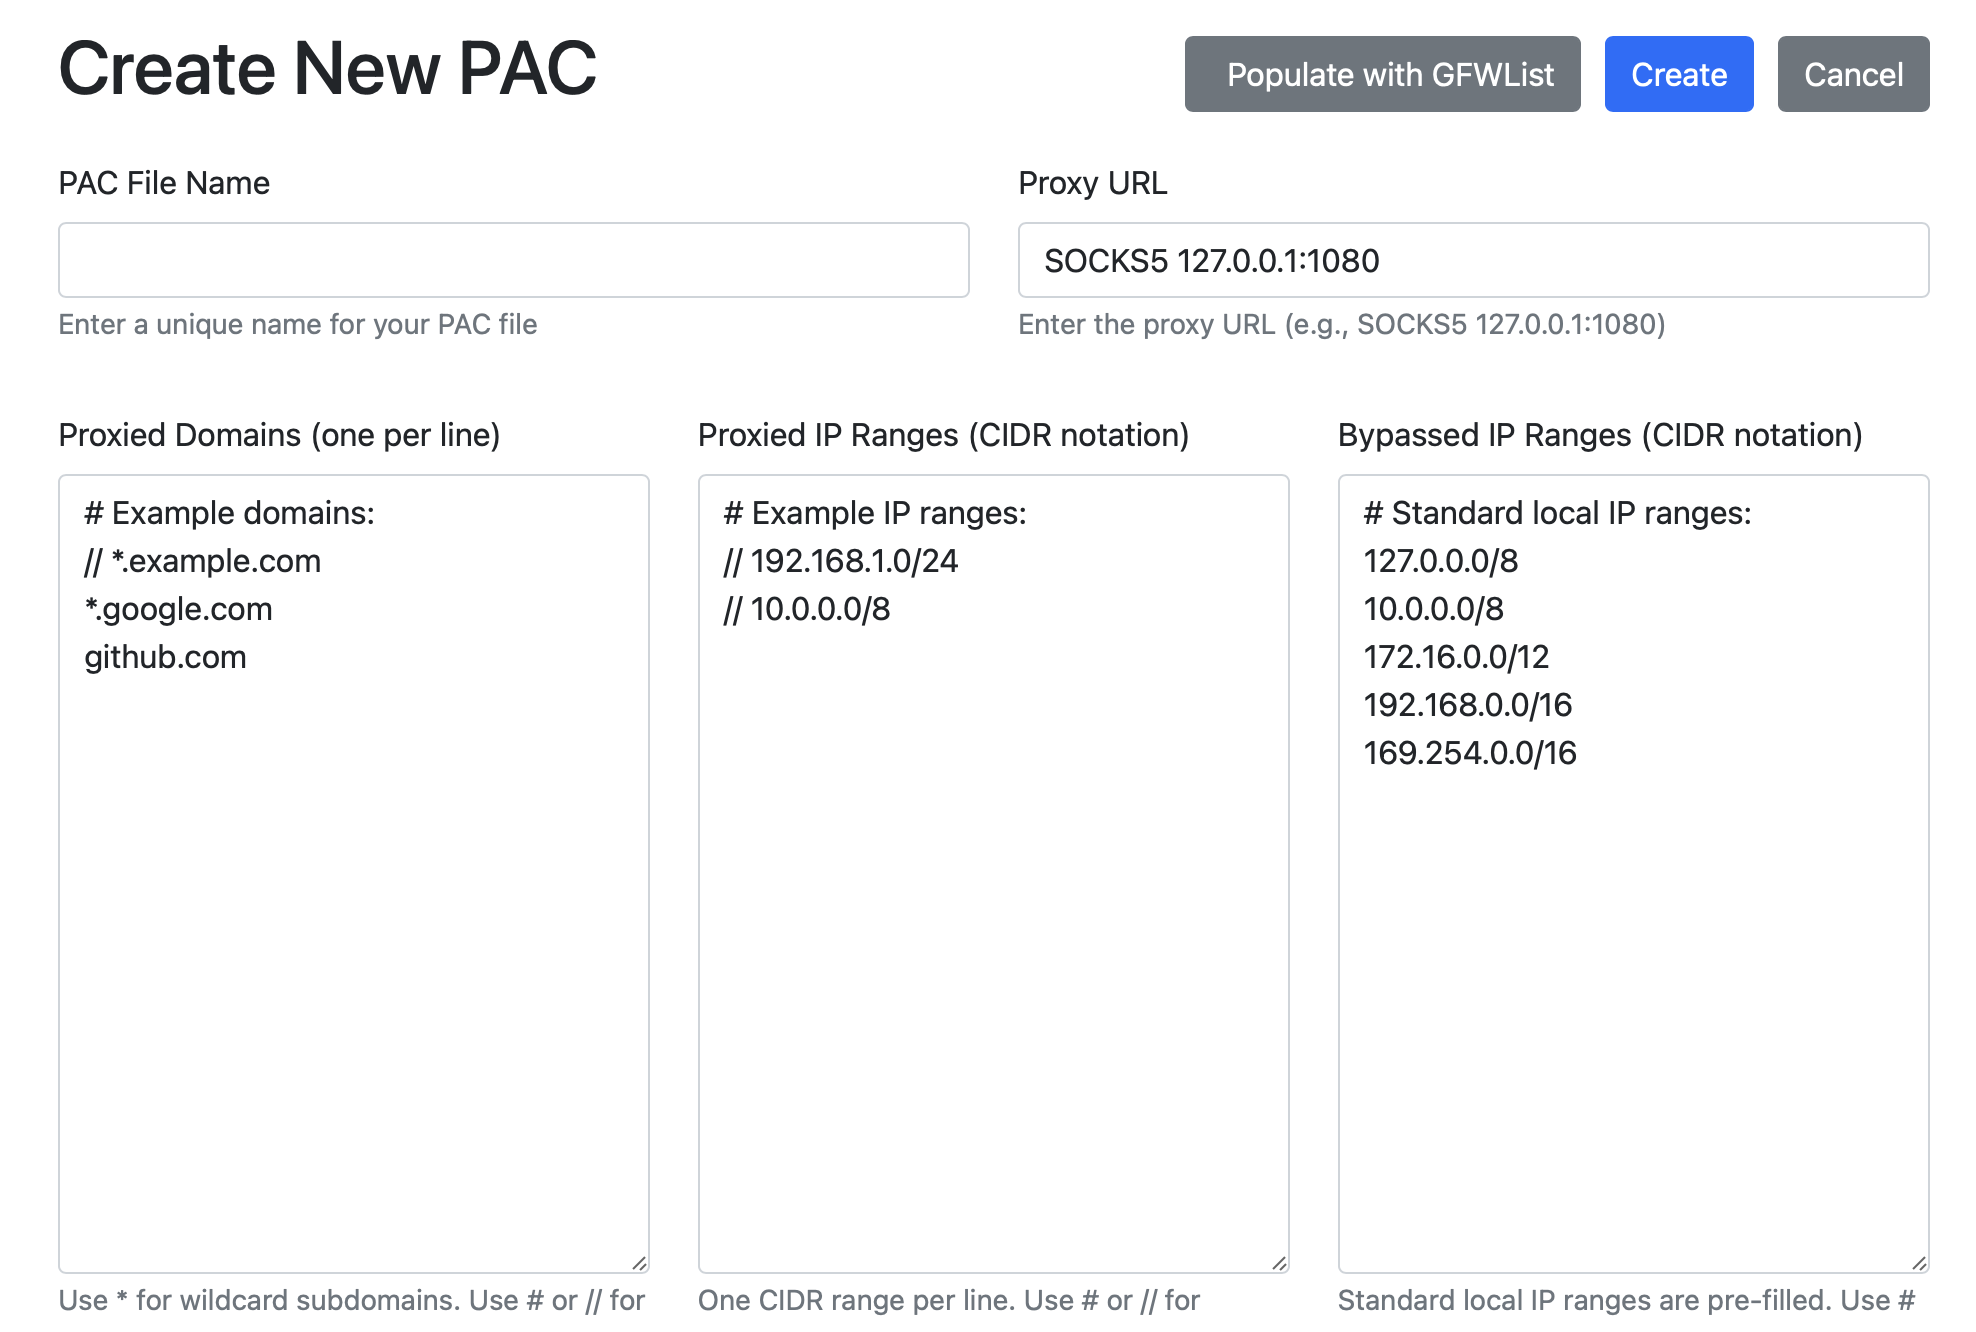 Create New PAC
Populate with GFWList
Create
Cancel
PAC File Name
Proxy URL
SOCKS5 127.0.0.1:1080
Enter a unique name for your PAC file
Enter the proxy URL (e.g., SOCKS5 127.0.0.1:1080)
Proxied Domains (one per line)
# Example domains:
// *.example.com
*.google.com
github.com
Use * for wildcard subdomains. Use # or // for
Proxied IP Ranges (CIDR notation)
# Example IP ranges:
// 192.168.1.0/24
// 10.0.0.0/8
One CIDR range per line. Use # or // for
Bypassed IP Ranges (CIDR notation)
# Standard local IP ranges:
127.0.0.0/8
10.0.0.0/8
172.16.0.0/12
192.168.0.0/16
169.254.0.0/16
Standard local IP ranges are pre-filled. Use #